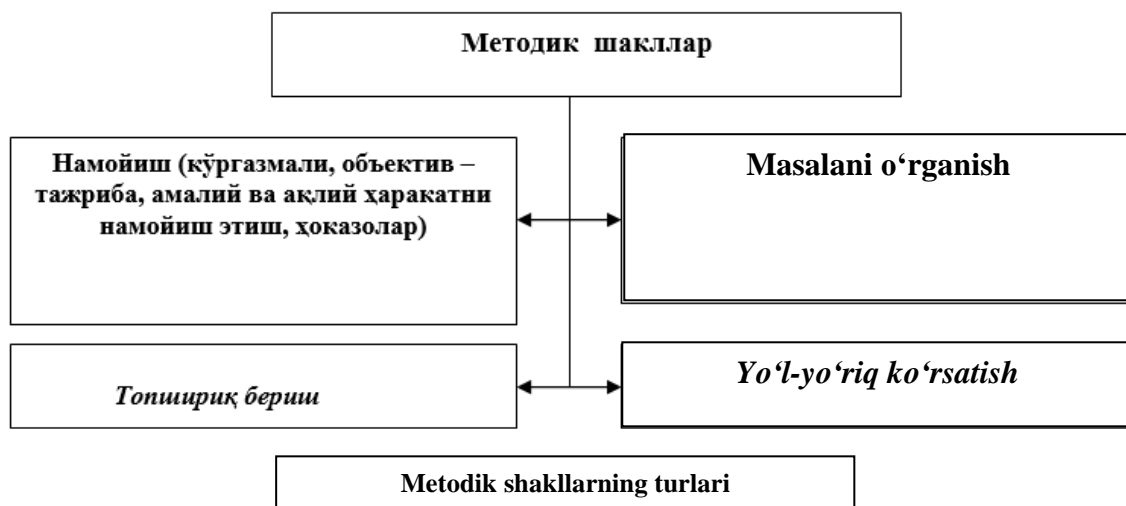 Методик шакллар
Намойиш (кўргазмали, объектив –
тажриба, амалий ва ақлий ҳаракатни
намойиш этиш, ҳоказолар)
Masalani o‘rganish
Топшириқ бериш
Yo‘l-yo‘riq ko‘rsatish
Metodik shakllarning turlari